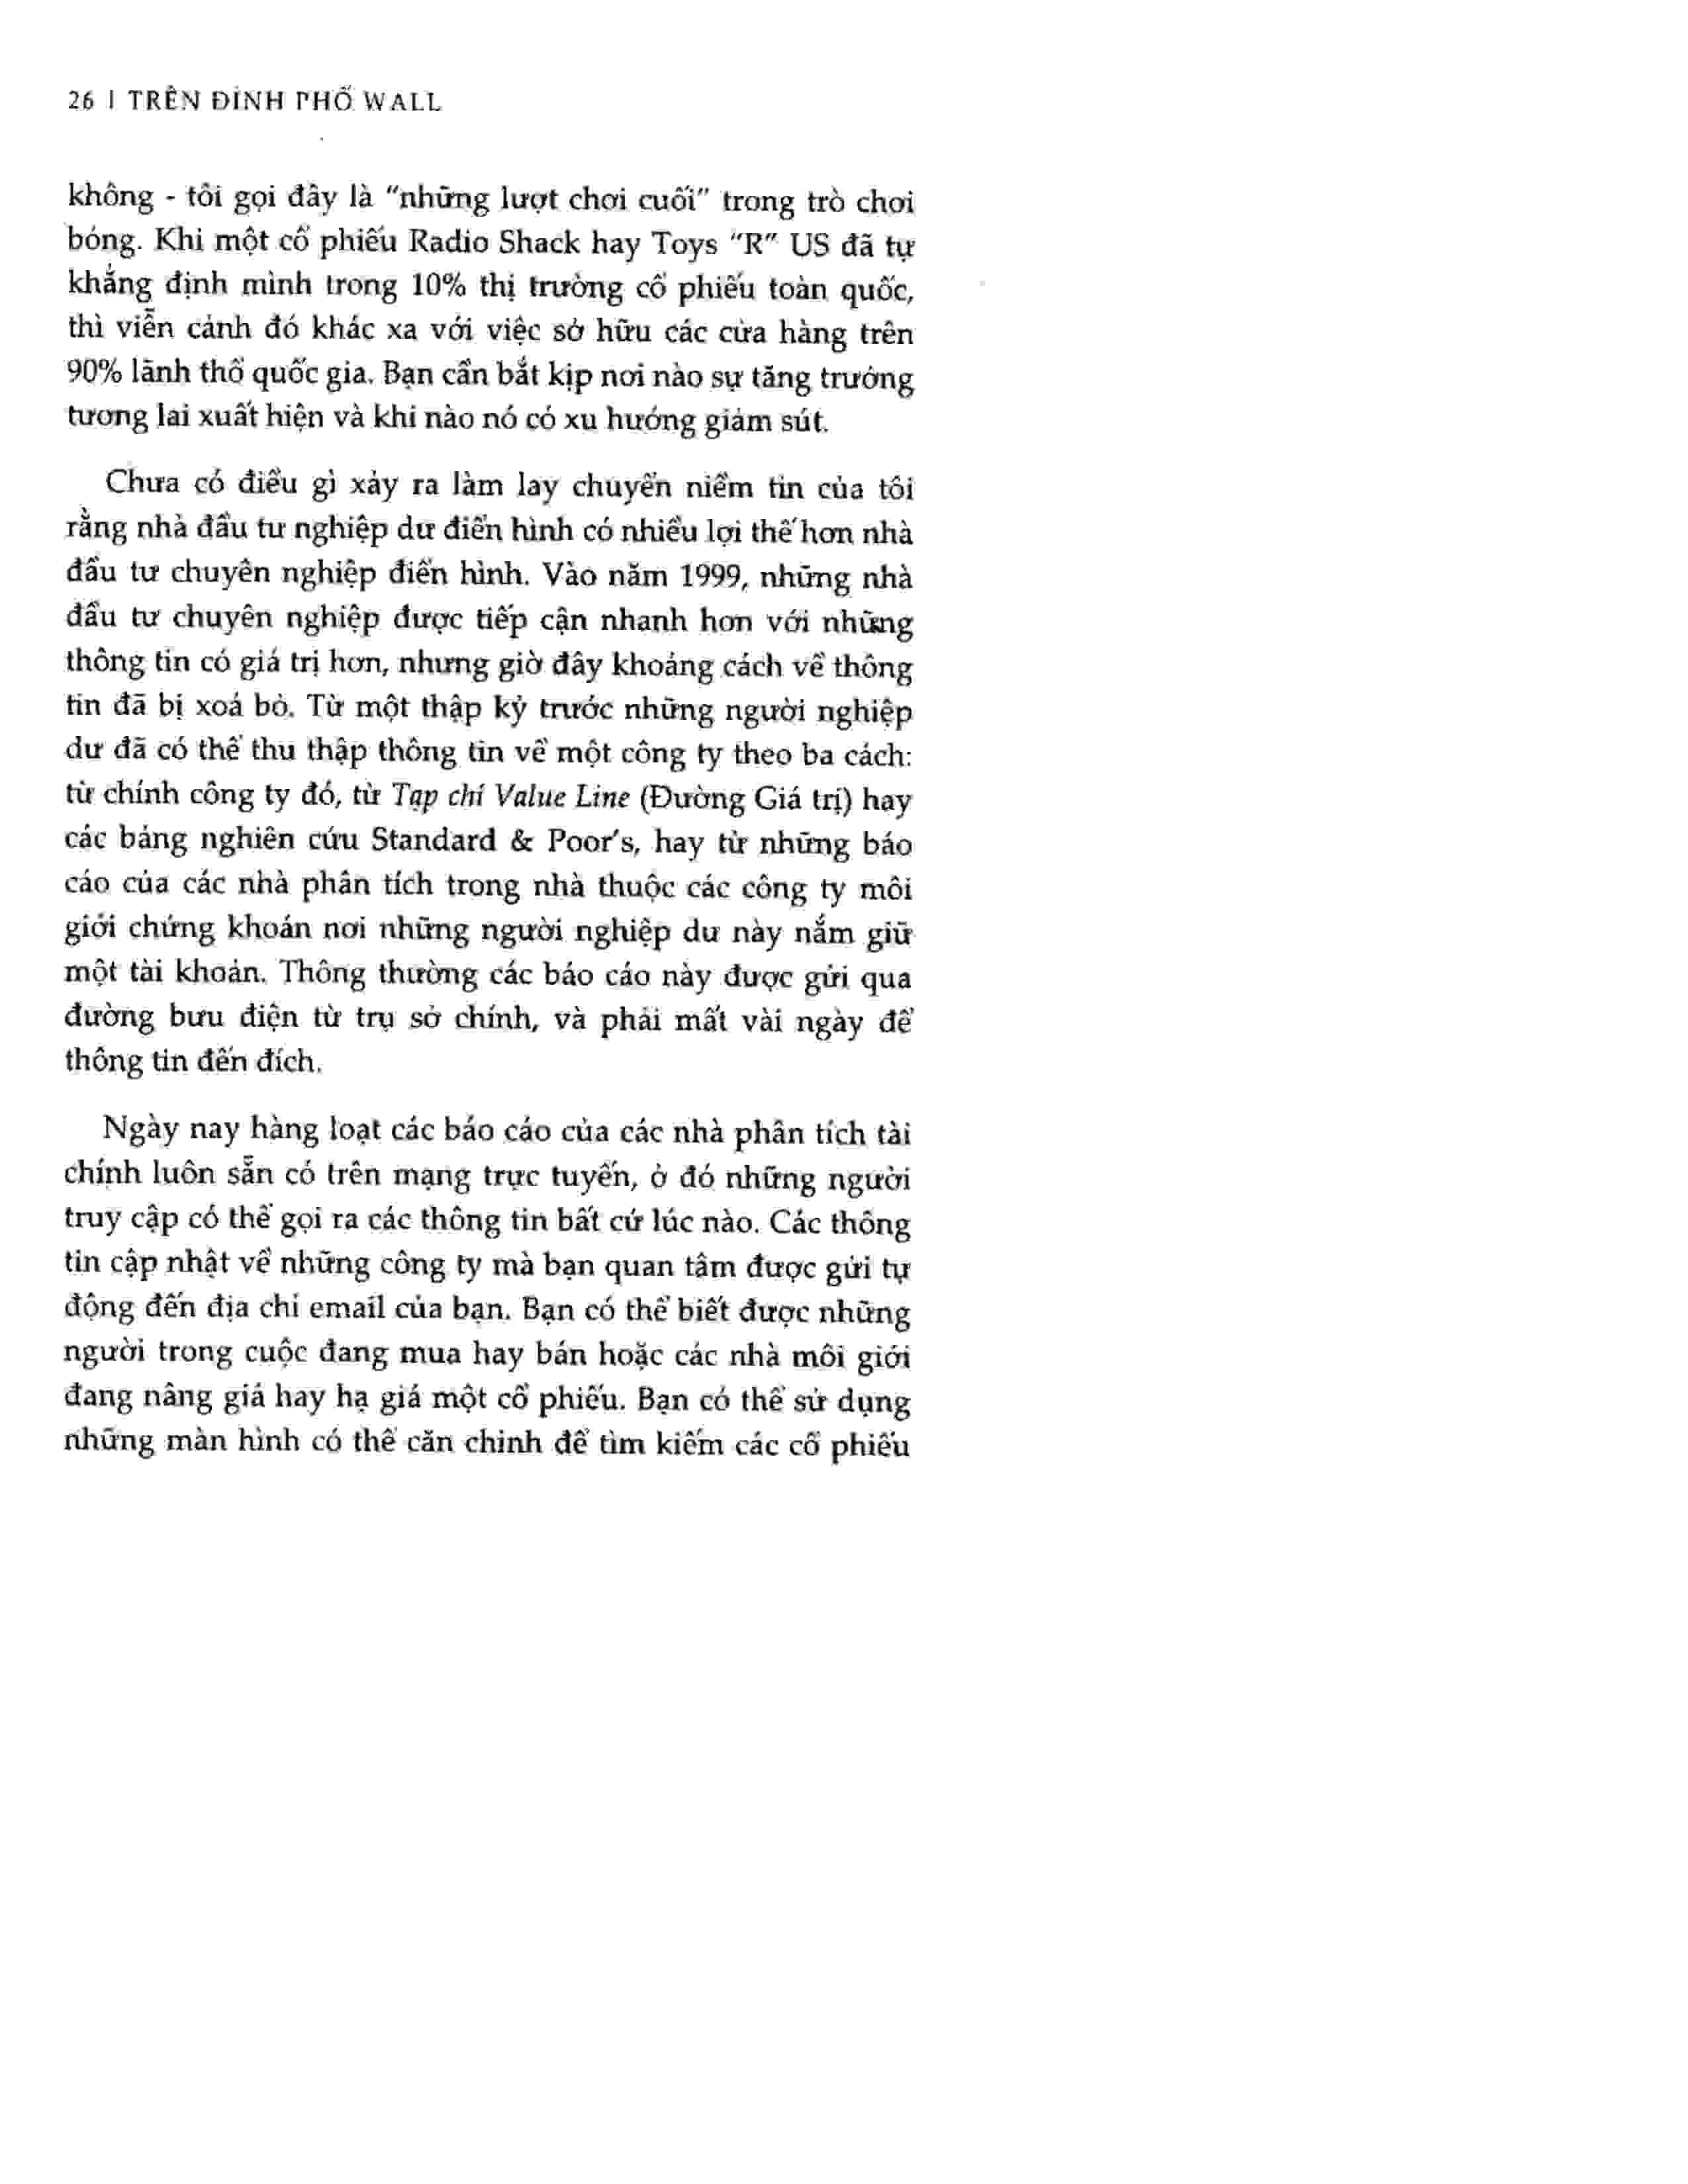 26 | TRÊN ĐỈNH PHỐ WALL
không - tôi gọi đây là “những lượt chơi cuối” trong trò chơi
bóng. Khi một cổ phiếu Radio Shack hay Toys “R” US đã tự
khẳng định mình trong 10% thị trường cổ phiếu toàn quốc,
thì viễn cảnh đó khác xa với việc sở hữu các cửa hàng trên
90% lãnh thổ quốc gia. Bạn cần bắt kịp nơi nào sự tăng trưởng
tương lai xuất hiện và khi nào nó có xu hướng giảm sút.
Chưa có điều gì xảy ra làm lay chuyển niềm tin của tôi
rằng nhà đầu tư nghiệp dư điển hình có nhiều lợi thế hơn nhà
đầu tư chuyên nghiệp điển hình. Vào năm 1999, những nhà
đầu tư chuyên nghiệp được tiếp cận nhanh hơn với những
thông tin có giá trị hơn, nhưng giờ đây khoảng cách về thông
tin đã bị xoá bỏ. Từ một thập kỷ trước những người nghiệp
dư đã có thể thu thập thông tin về một công ty theo ba cách:
từ chính công ty đó, từ Tạp chí Value Line (Đường Giá trị) hay
các bảng nghiên cứu Standard & Poor's, hay từ những báo
cáo của các nhà phân tích trong nhà thuộc các công ty môi
giới chứng khoán nơi những người nghiệp dư này nắm giữ
một tài khoản. Thông thường các báo cáo này được gửi qua
đường bưu điện từ trụ sở chính, và phải mất vài ngày để
thông tin đến đích.
Ngày nay hàng loạt các báo cáo của các nhà phân tích tài
chính luôn sẵn có trên mạng trực tuyến, ở đó những người
truy cập có thể gọi ra các thông tin bất cứ lúc nào. Các thông
tin cập nhật về những công ty mà bạn quan tâm được gửi tự
động đến địa chỉ email của bạn. Bạn có thể biết được những
người trong cuộc đang mua hay bán hoặc các nhà môi giới
đang nâng giá hay hạ giá một cổ phiếu. Bạn có thể sử dụng
những màn hình có thể căn chỉnh để tìm kiếm các cổ phiếu